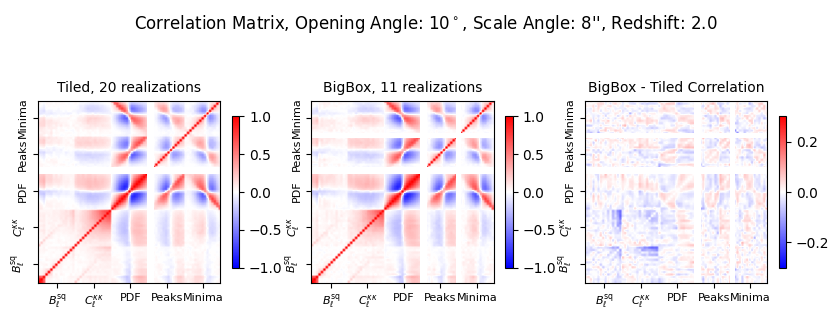 Correlation Matrix, Opening Angle: 10°, Scale Angle: 8'', Redshift: 2.0
Tiled, 20 realizations
BigBox, 11 realizations
BigBox - Tiled Correlation
Minima
Peaks
PDF
C_ℓ^κκ
B_ℓ^sq
B_ℓ^sq C_ℓ^κκ PDF Peaks Minima
1.0
0.5
0.0
−0.5
−1.0
Minima
Peaks
PDF
C_ℓ^κκ
B_ℓ^sq
B_ℓ^sq C_ℓ^κκ PDF Peaks Minima
1.0
0.5
0.0
−0.5
−1.0
Minima
Peaks
PDF
C_ℓ^κκ
B_ℓ^sq
B_ℓ^sq C_ℓ^κκ PDF Peaks Minima
0.2
0.0
−0.2